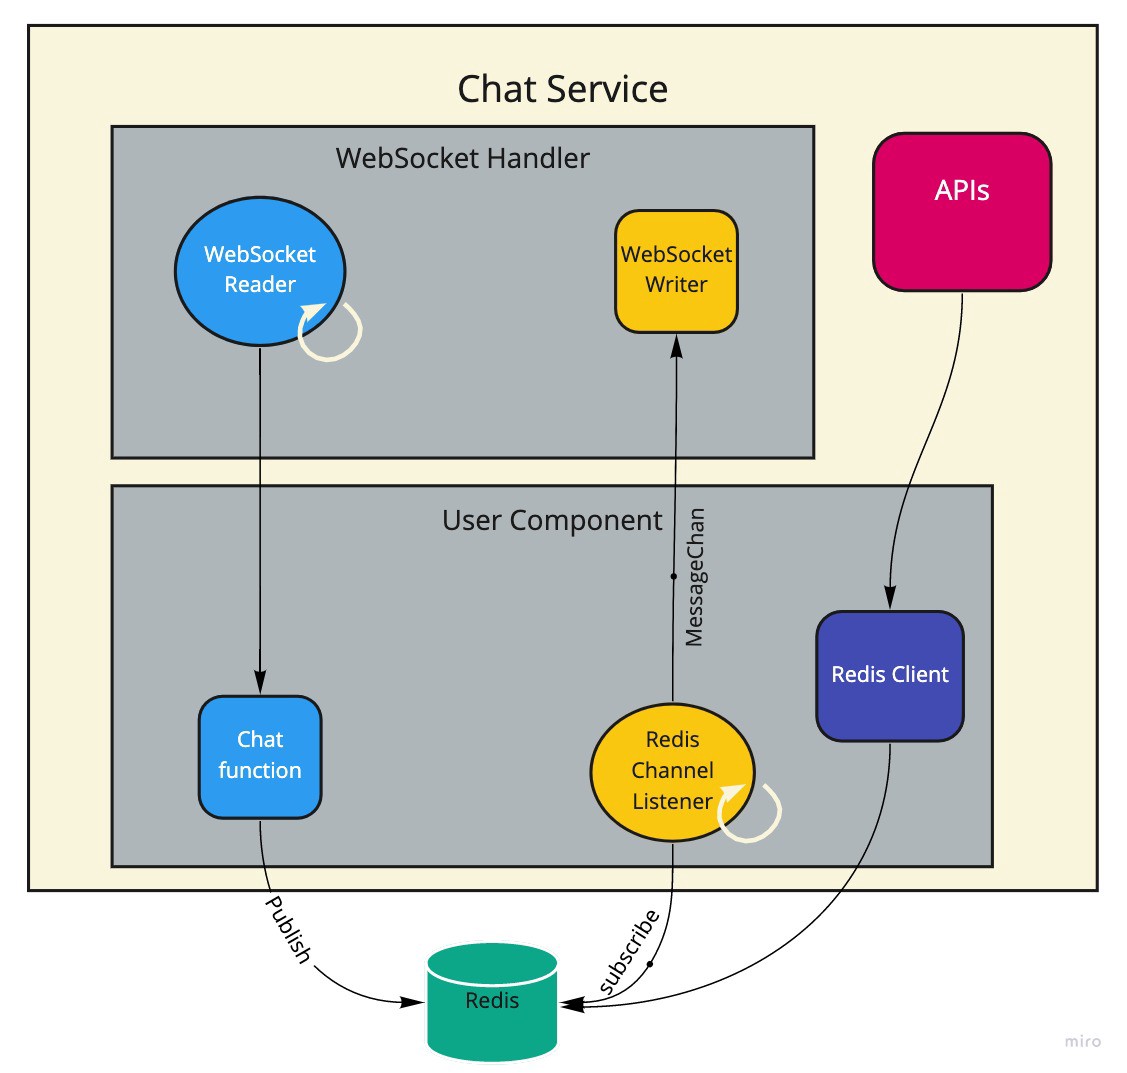 Chat Service
WebSocket Handler
APIs
WebSocket
Reader
WebSocket
Writer
User Component
MessageChan
Redis Client
Chat
function
Redis
Channel
Listener
Publish
subscribe
Redis
miro